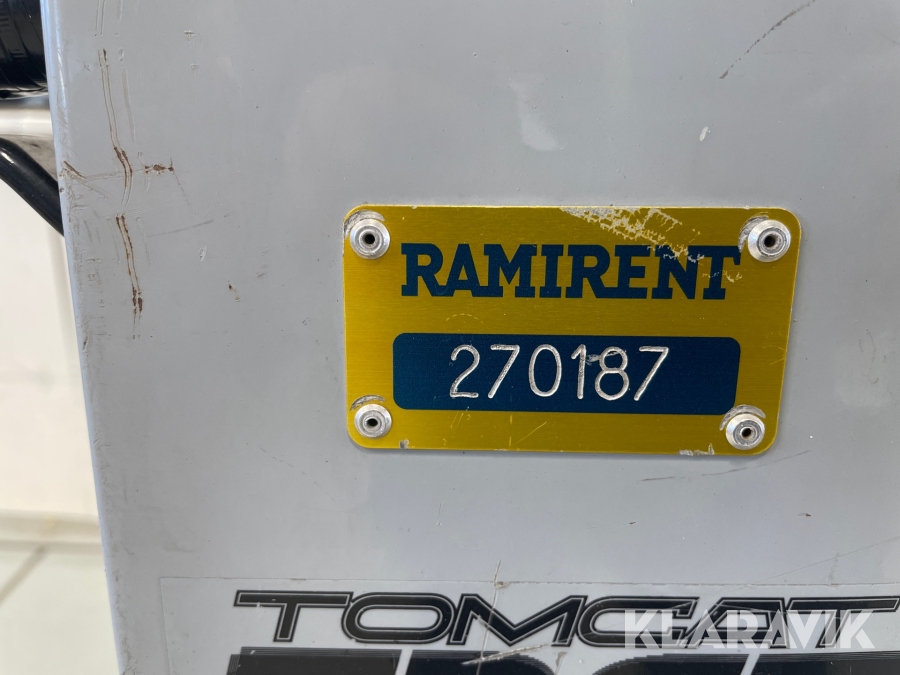 RAMIRENT
270187
TOMCAT
KLARAVIK